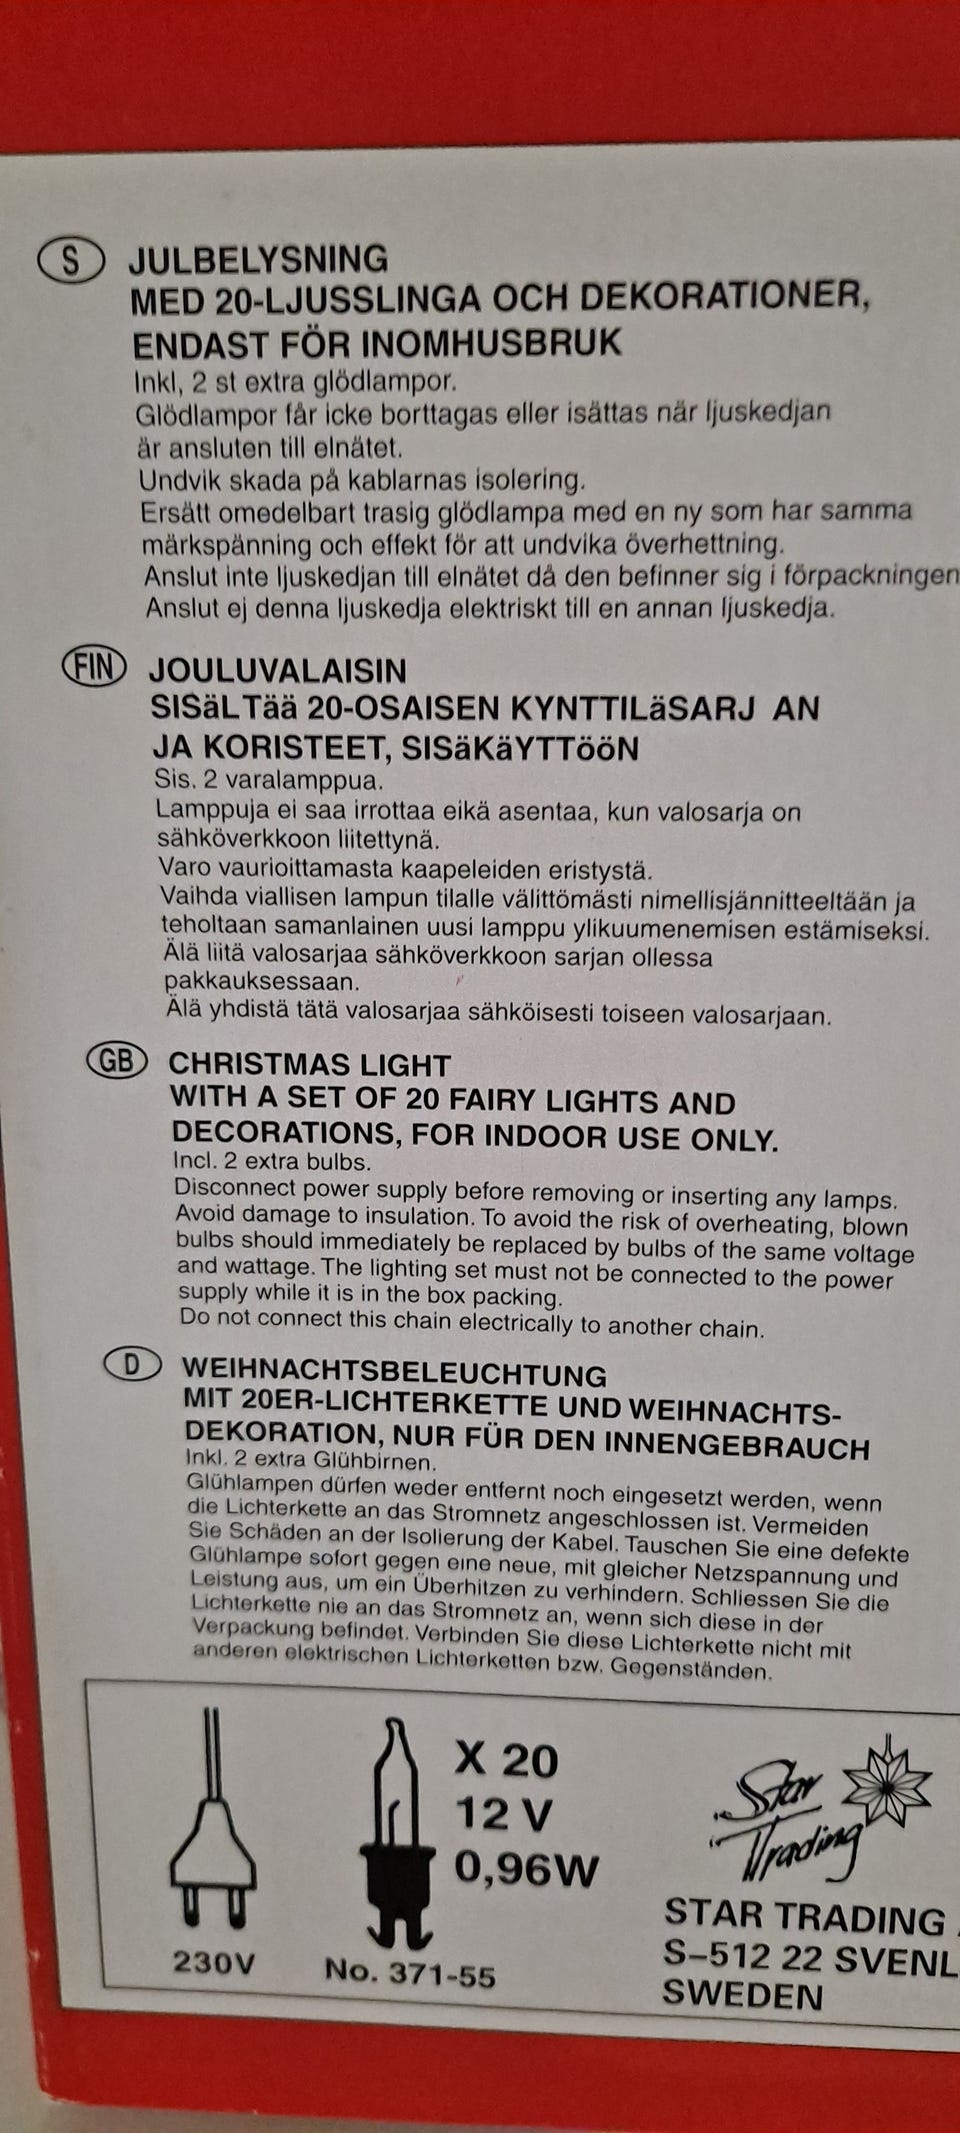 S JULBELYSNING
MED 20-LJUSSLINGA OCH DEKORATIONER,
ENDAST FÖR INOMHUSBRUK
Inkl, 2 st extra glödlampor.
Glödlampor får icke borttagas eller isättas när ljuskedjan
är ansluten till elnätet.
Undvik skada på kablarnas isolering.
Ersätt omedelbart trasig glödlampa med en ny som har samma
märkspänning och effekt för att undvika överhettning.
Anslut inte ljuskedjan till elnätet då den befinner sig i förpackningen
Anslut ej denna ljuskedja elektriskt till en annan ljuskedja.
FIN JOULUVALAISIN
SISäLTää 20-OSAISEN KYNTTILäSARJ AN
JA KORISTEET, SISäKäYTTööN
Sis. 2 varalamppua.
Lamppuja ei saa irrottaa eikä asentaa, kun valosarja on
sähköverkkoon liitettynä.
Varo vaurioittamasta kaapeleiden eristystä.
Vaihda viallisen lampun tilalle välittömästi nimellisjännitteeltään ja
teholtaan samanlainen uusi lamppu ylikuumenemisen estämiseksi.
Älä liitä valosarjaa sähköverkkoon sarjan ollessa
pakkauksessaan.
Älä yhdistä tätä valosarjaa sähköisesti toiseen valosarjaan.
GB CHRISTMAS LIGHT
WITH A SET OF 20 FAIRY LIGHTS AND
DECORATIONS, FOR INDOOR USE ONLY.
Incl. 2 extra bulbs.
Disconnect power supply before removing or inserting any lamps.
Avoid damage to insulation. To avoid the risk of overheating, blown
bulbs should immediately be replaced by bulbs of the same voltage
and wattage. The lighting set must not be connected to the power
supply while it is in the box packing.
Do not connect this chain electrically to another chain.
D WEIHNACHTSBELEUCHTUNG
MIT 20ER-LICHTERKETTE UND WEIHNACHTS-
DEKORATION, NUR FÜR DEN INNENGEBRAUCH
Inkl. 2 extra Glühbirnen.
Glühlampen dürfen weder entfernt noch eingesetzt werden, wenn
die Lichterkette an das Stromnetz angeschlossen ist. Vermeiden
Sie Schäden an der Isolierung der Kabel. Tauschen Sie eine defekte
Glühlampe sofort gegen eine neue, mit gleicher Netzspannung und
Leistung aus, um ein Überhitzen zu verhindern. Schliessen Sie die
Lichterkette nie an das Stromnetz an, wenn sich diese in der
Verpackung befindet. Verbinden Sie diese Lichterkette nicht mit
anderen elektrischen Lichterketten bzw. Gegenständen.
230V
X 20
12 V
0,96W
No. 371-55
Star
Trading
STAR TRADING
S-512 22 SVENL
SWEDEN